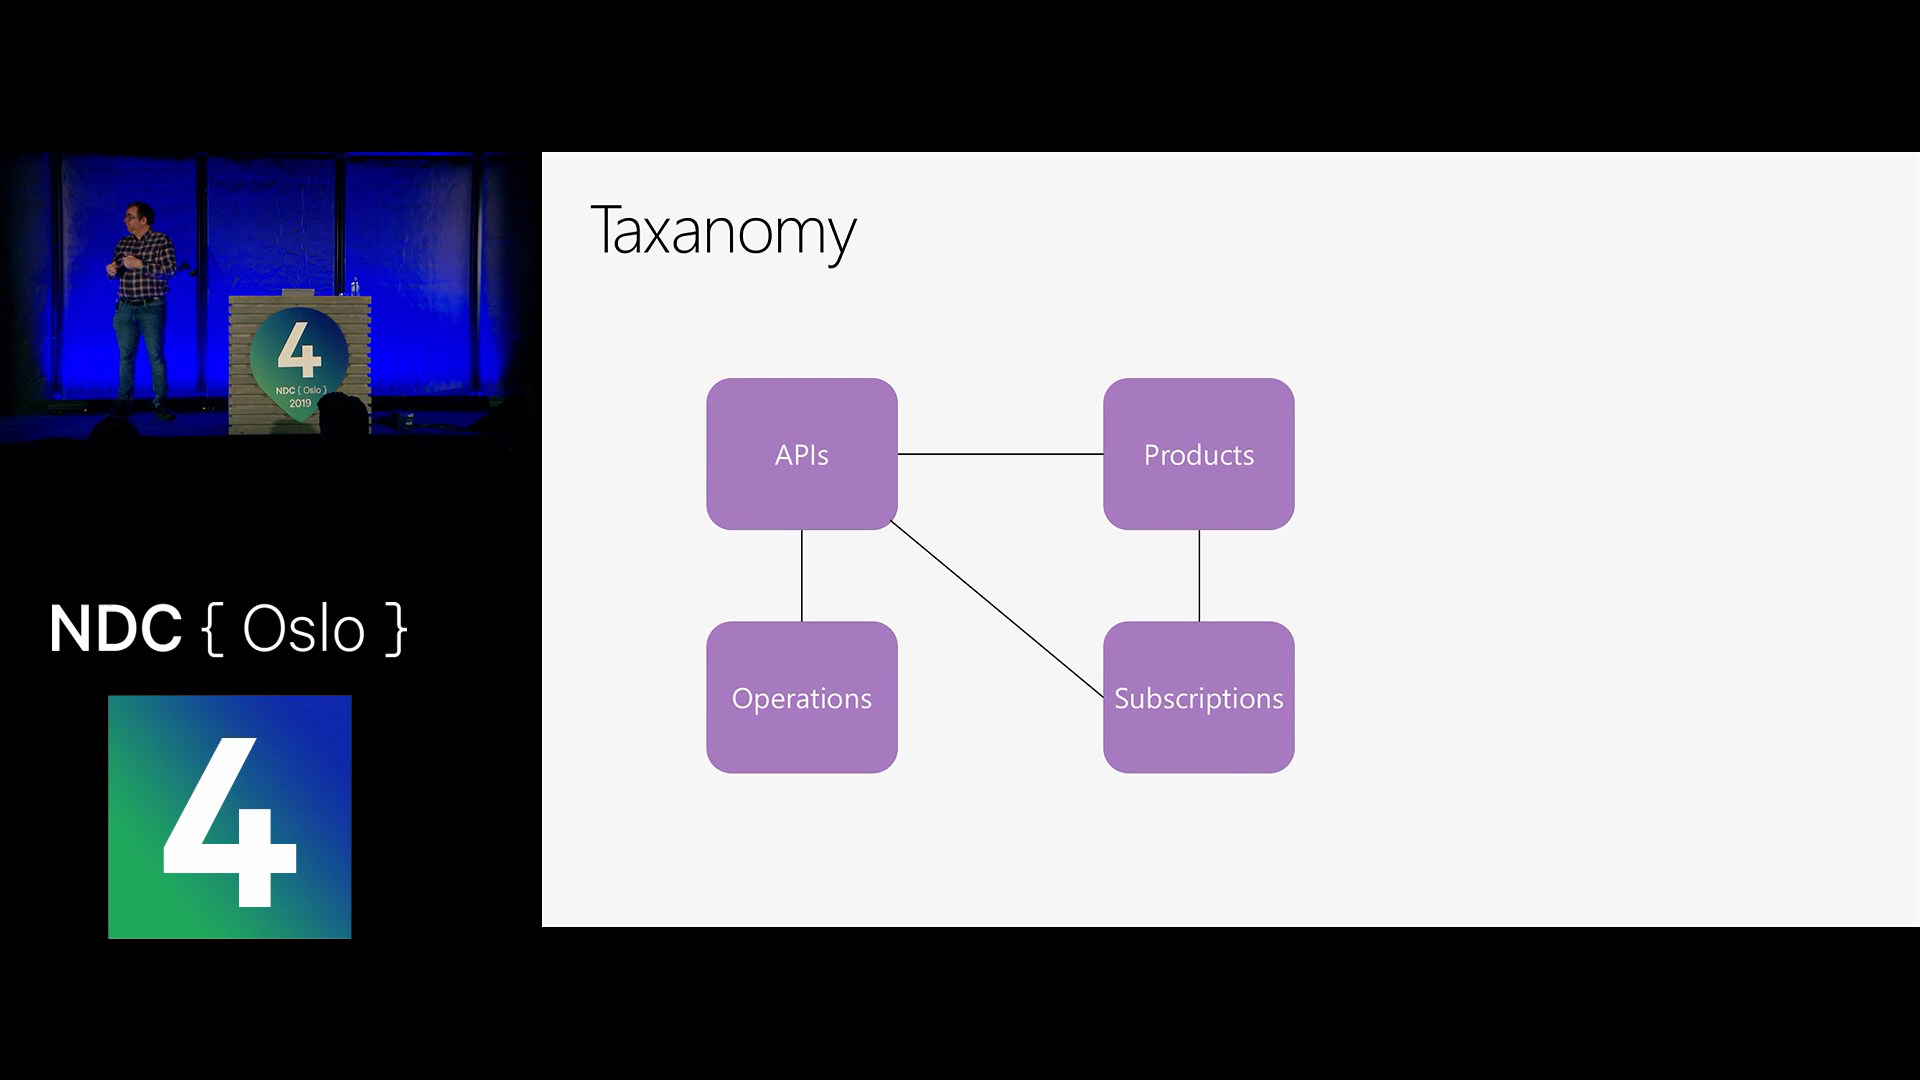 4
NDC { Oslo }
2019
NDC { Oslo }
4
Taxanomy
APIs
Products
Operations
Subscriptions